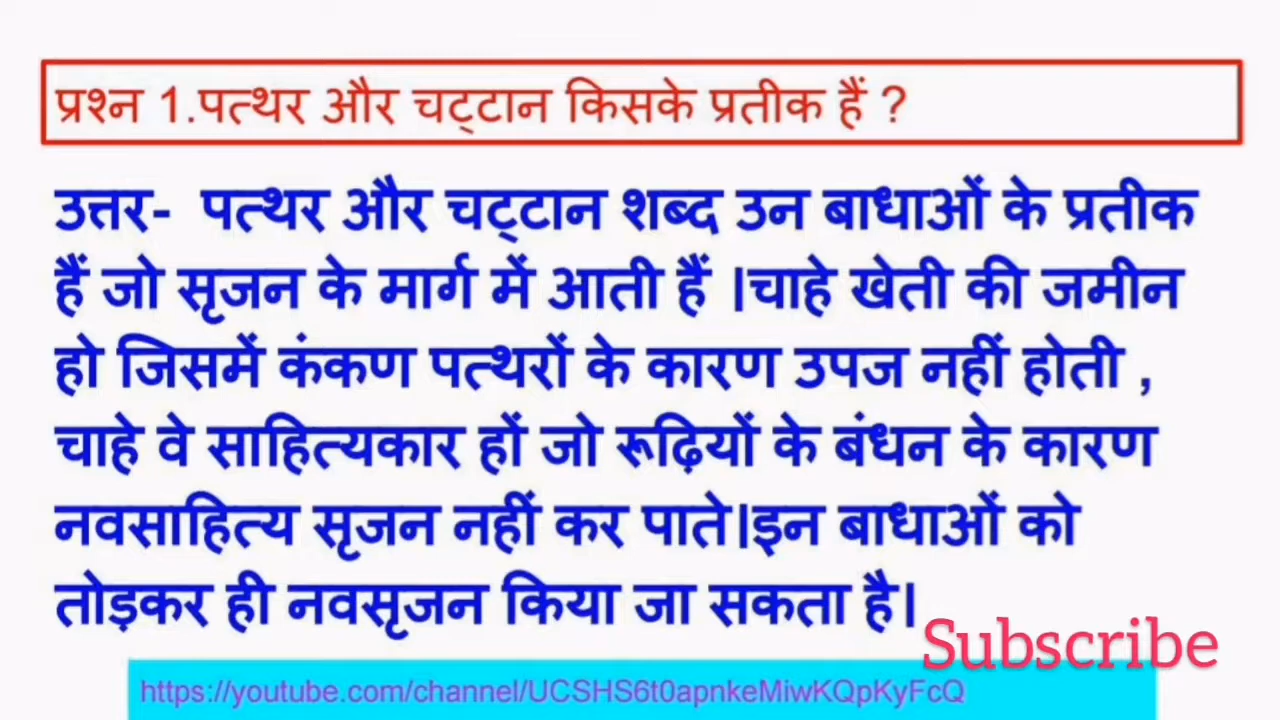 प्रश्न 1.पत्थर और चट्टान किसके प्रतीक हैं ?
उत्तर- पत्थर और चट्टान शब्द उन बाधाओं के प्रतीक
हैं जो सृजन के मार्ग में आती हैं ।चाहे खेती की जमीन
हो जिसमें कंकण पत्थरों के कारण उपज नहीं होती ,
चाहे वे साहित्यकार हों जो रूढ़ियों के बंधन के कारण
नवसाहित्य सृजन नहीं कर पाते।इन बाधाओं को
तोड़कर ही नवसृजन किया जा सकता है।
Subscribe
https://youtube.com/channel/UCSHS6t0apnkeMiwKQpKyFcQ